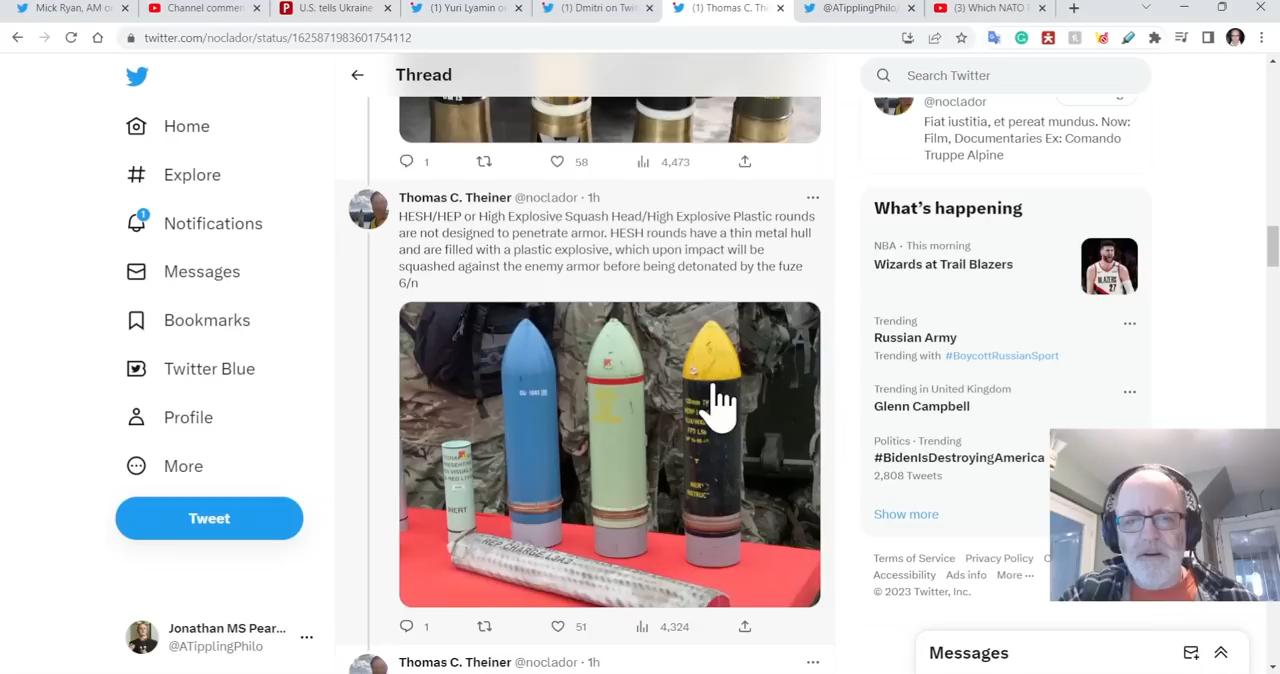 Mick Ryan, AM o
Channel commen
U.S. tells Ukraine
(1) Yuri Lyamin o
(1) Dmitri on Twi
(1) Thomas C. The
@ATipplingPhilo/
(3) Which NATO
twitter.com/noclador/status/1625871983601754112
Thread
Search Twitter
Home
Explore
1
Notifications
Messages
Bookmarks
Twitter Blue
Profile
More
Tweet
Jonathan MS Pear...
@ATipplingPhilo
1
58
4,473
Thomas C. Theiner @noclador · 1h
HESH/HEP or High Explosive Squash Head/High Explosive Plastic rounds
are not designed to penetrate armor. HESH rounds have a thin metal hull
and are filled with a plastic explosive, which upon impact will be
squashed against the enemy armor before being detonated by the fuze
6/n
INERT
1
51
4,324
Thomas C. Theiner @noclador · 1h
@noclador
Fiat iustitia, et pereat mundus. Now:
Film, Documentaries Ex: Comando
Truppe Alpine
What's happening
NBA · This morning
Wizards at Trail Blazers
Trending
Russian Army
Trending with #BoycottRussianSport
Trending in United Kingdom
Glenn Campbell
Politics · Trending
#BidenIsDestroyingAmerica
2,808 Tweets
Show more
Terms of Service Privacy Policy
Accessibility Ads info More ...
© 2023 Twitter, Inc.
Messages